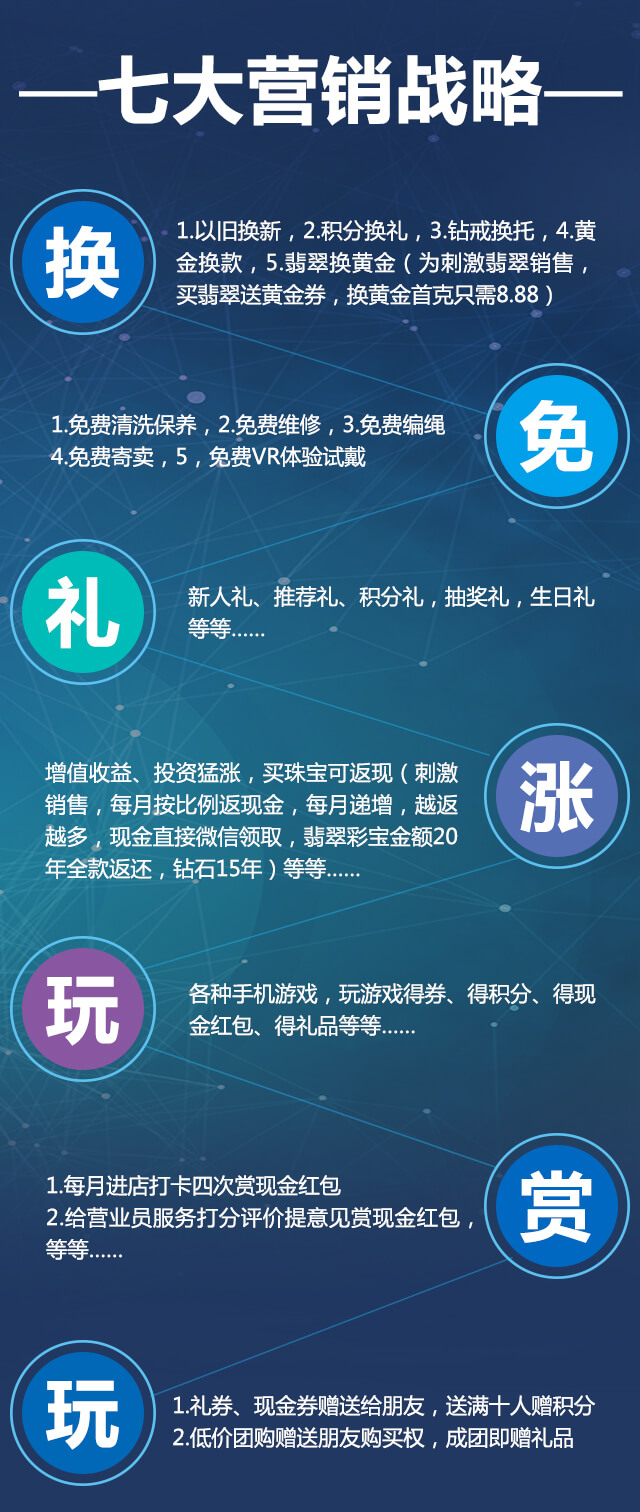 七大营销战略
换
1.以旧换新，2.积分换礼，3.钻戒换托，4.黄
金换款，5.翡翠换黄金（为刺激翡翠销售，
买翡翠送黄金券，换黄金首克只需8.88）
免
1.免费清洗保养，2.免费维修，3.免费编绳
4.免费寄卖，5，免费VR体验试戴
礼
新人礼、推荐礼、积分礼，抽奖礼，生日礼
等等......
涨
增值收益、投资猛涨，买珠宝可返现（刺激
销售，每月按比例返现金，每月递增，越返
越多，现金直接微信领取，翡翠彩宝金额20
年全款返还，钻石15年）等等......
玩
各种手机游戏，玩游戏得券、得积分、得现
金红包、得礼品等等......
赏
1.每月进店打卡四次赏现金红包
2.给营业员服务打分评价提意见赏现金红包，
等等......
玩
1.礼券、现金券赠送给朋友，送满十人赠积分
2.低价团购赠送朋友购买权，成团即赠礼品